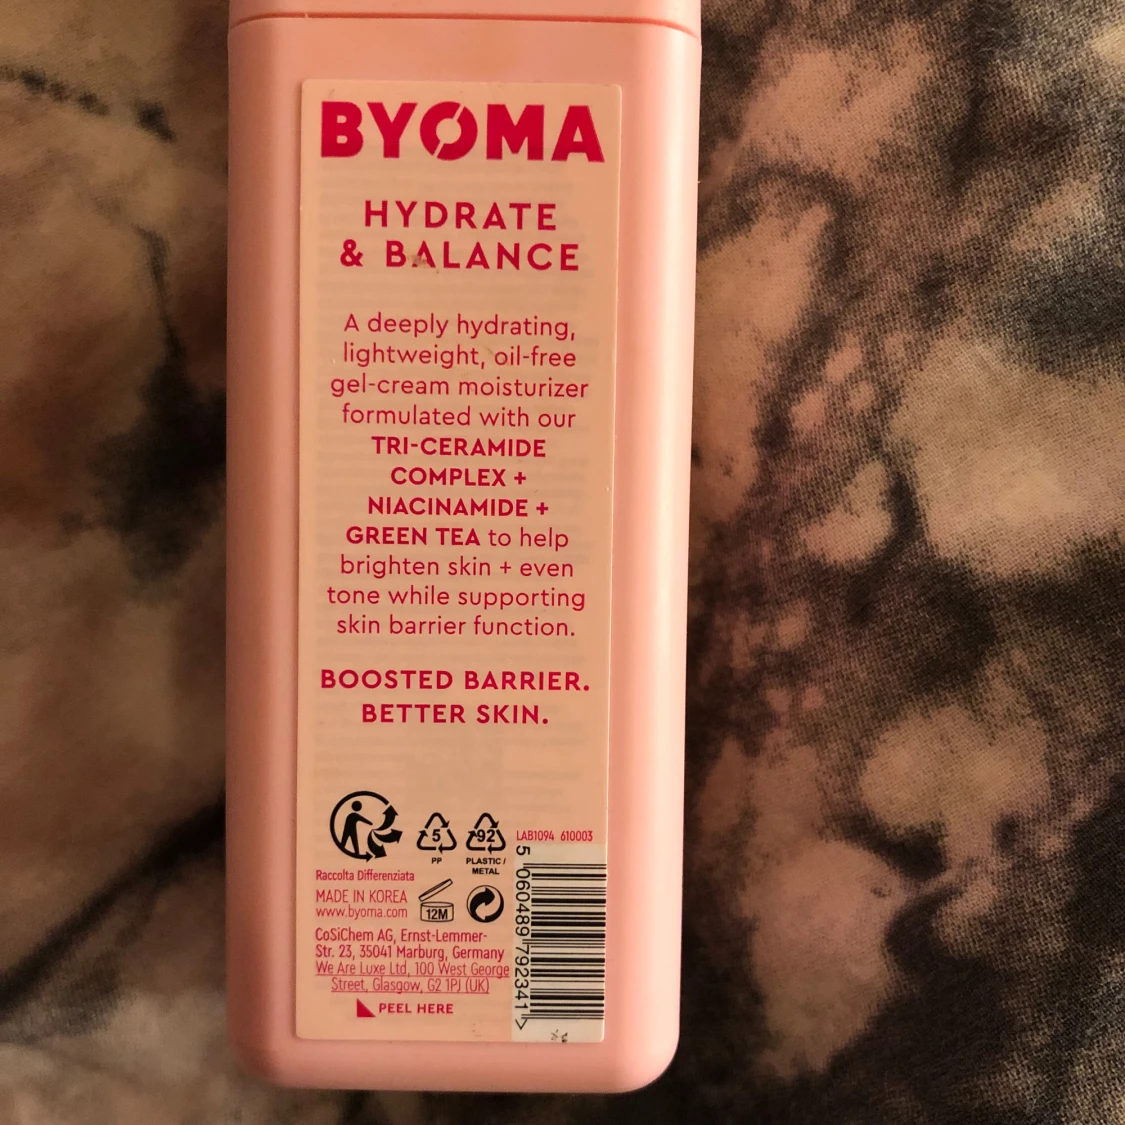 BYOMA
HYDRATE
& BALANCE
A deeply hydrating,
lightweight, oil-free
gel-cream moisturizer
formulated with our
TRI-CERAMIDE
COMPLEX +
NIACINAMIDE +
GREEN TEA to help
brighten skin + even
tone while supporting
skin barrier function.
BOOSTED BARRIER.
BETTER SKIN.
5
PP
92
PLASTIC /
METAL
LAB1094 610003
Raccolta Differenziata
MADE IN KOREA
www.byoma.com
12M
CoSiChem AG, Ernst-Lemmer-
Str. 23, 35041 Marburg, Germany
We Are Luxe Ltd, 100 West George
Street, Glasgow, G2 1PJ (UK)
PEEL HERE
5 060489 792341 >